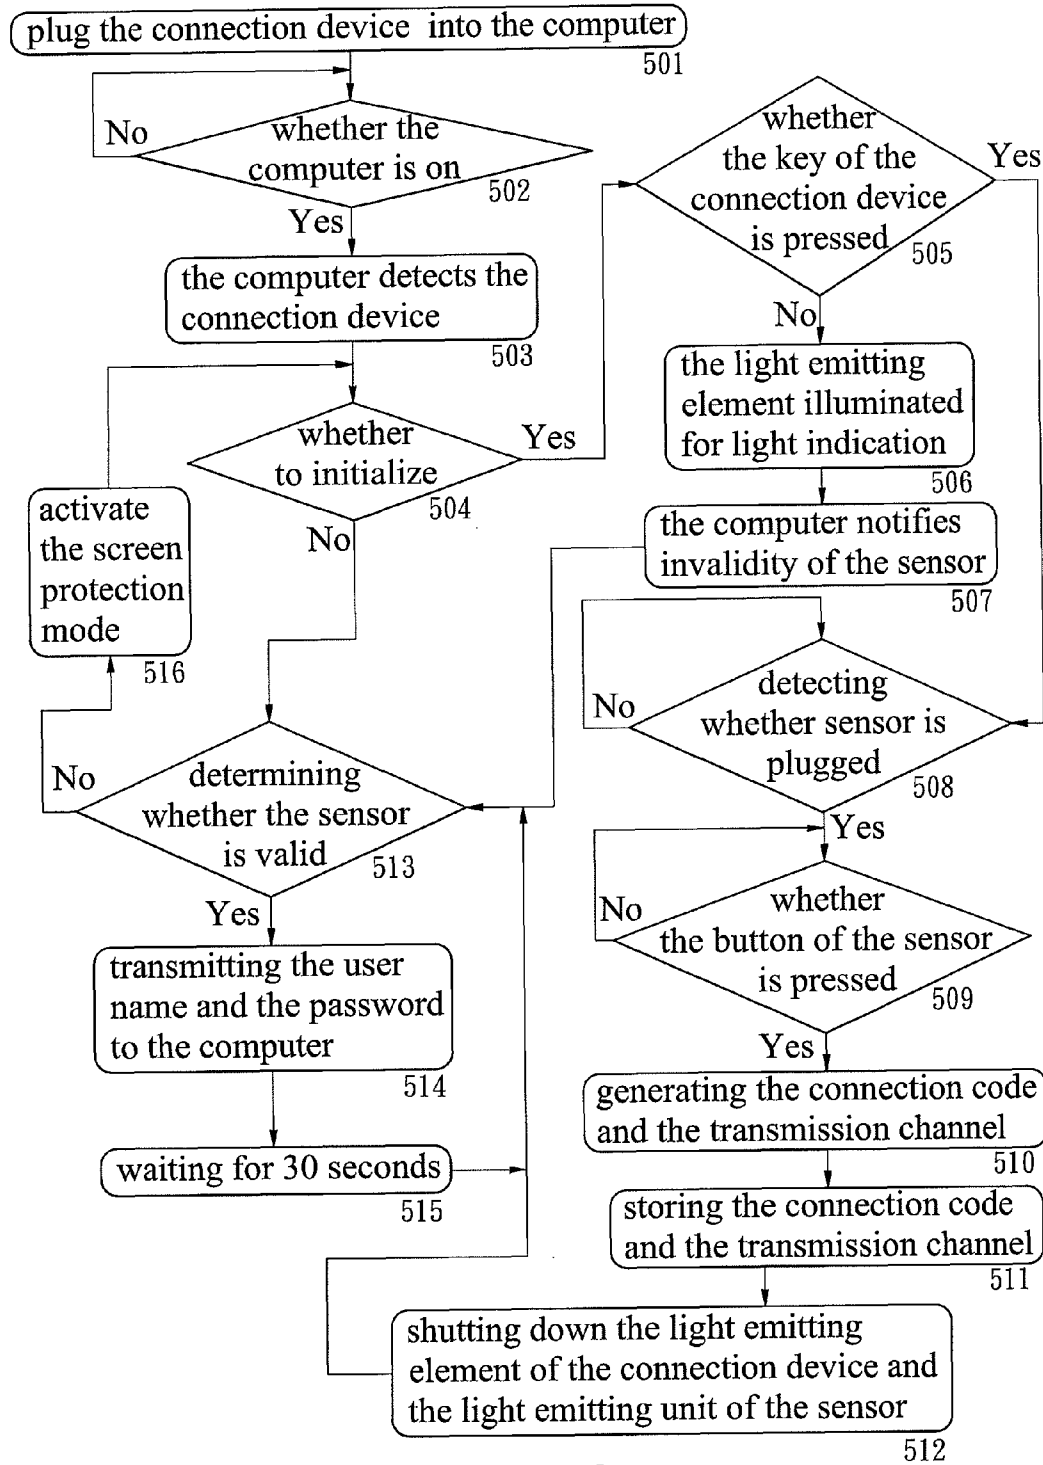 plug the connection device into the computer
501
No
whether the
computer is on
502
Yes
the computer detects the
connection device
503
whether
to initialize
504
Yes
No
whether
the key of the
connection device
is pressed
505
Yes
No
the light emitting
element illuminated
for light indication
506
the computer notifies
invalidity of the sensor
507
activate
the screen
protection
mode
516
detecting
whether sensor is
plugged
508
No
Yes
No
determining
whether the sensor
is valid
513
Yes
whether
the button of the sensor
is pressed
509
No
Yes
transmitting the user
name and the password
to the computer
514
waiting for 30 seconds
515
generating the connection code
and the transmission channel
510
storing the connection code
and the transmission channel
511
shutting down the light emitting
element of the connection device and
the light emitting unit of the sensor
512